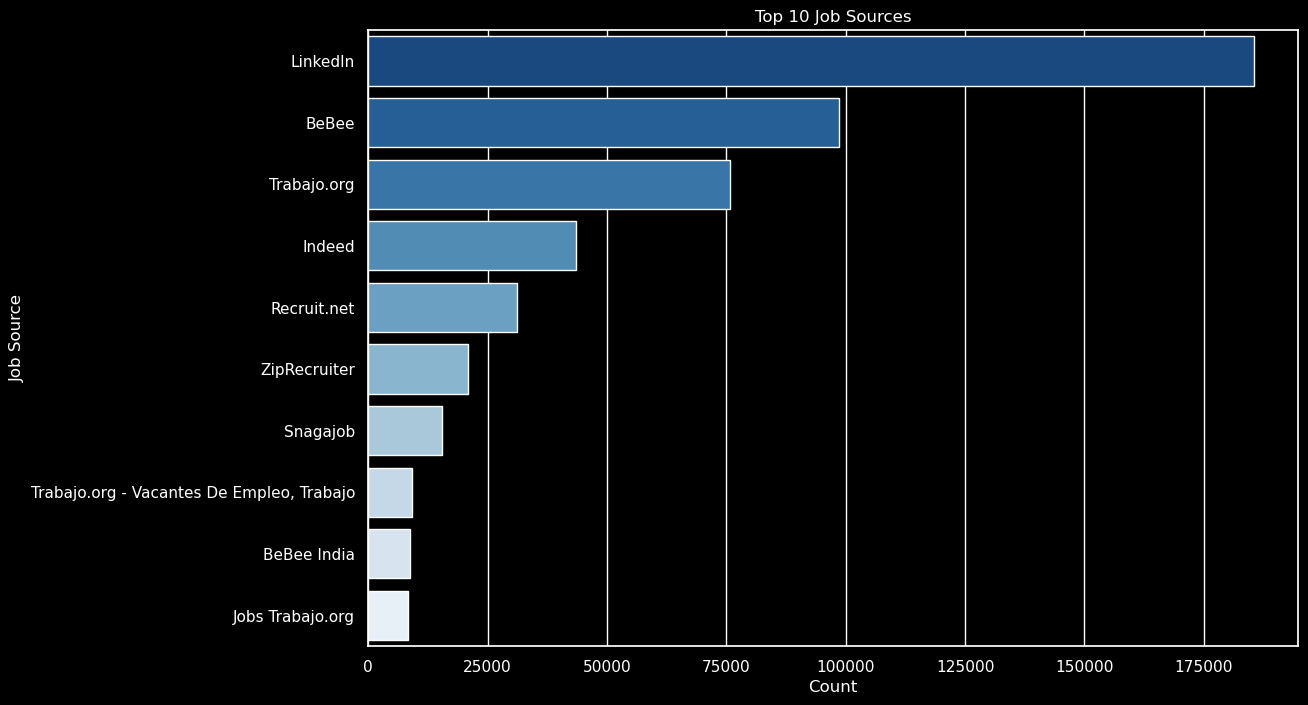 Top 10 Job Sources
Job Source
LinkedIn
BeBee
Trabajo.org
Indeed
Recruit.net
ZipRecruiter
Snagajob
Trabajo.org - Vacantes De Empleo, Trabajo
BeBee India
Jobs Trabajo.org
0 25000 50000 75000 100000 125000 150000 175000
Count